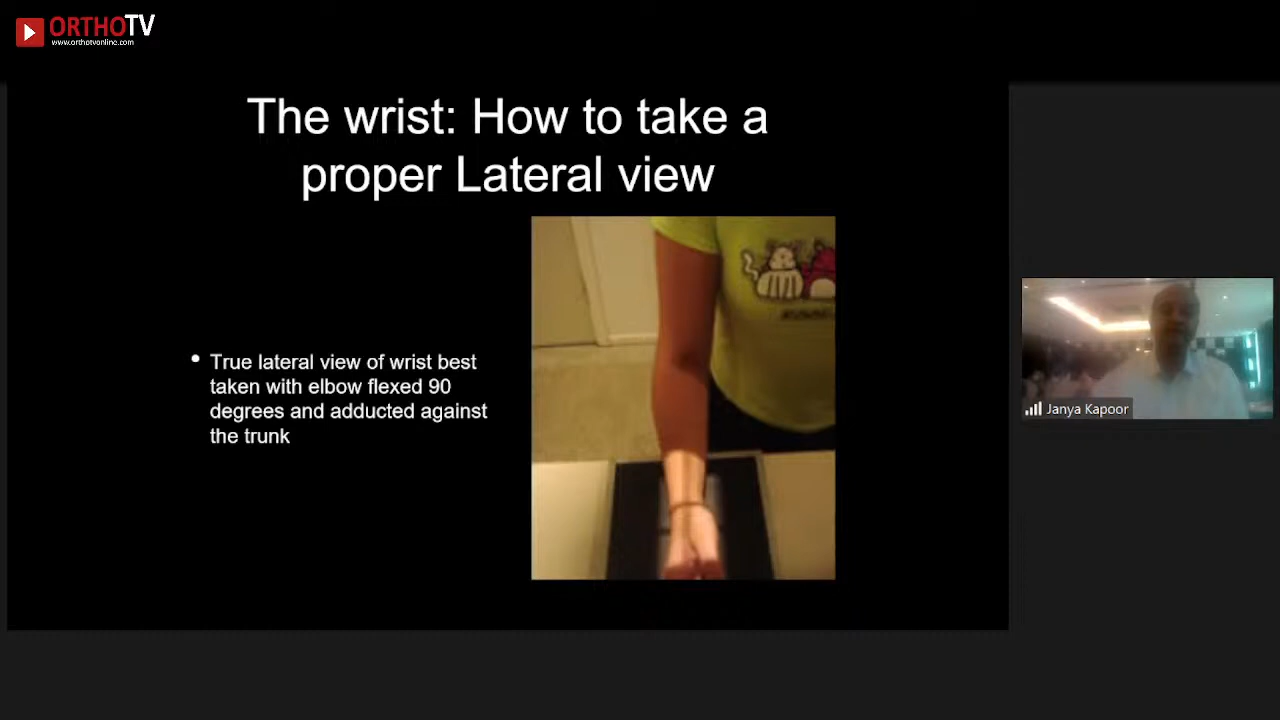 ORTHOTV
www.orthotvonline.com
The wrist: How to take a
proper Lateral view
• True lateral view of wrist best
taken with elbow flexed 90
degrees and adducted against
the trunk
Janya Kapoor